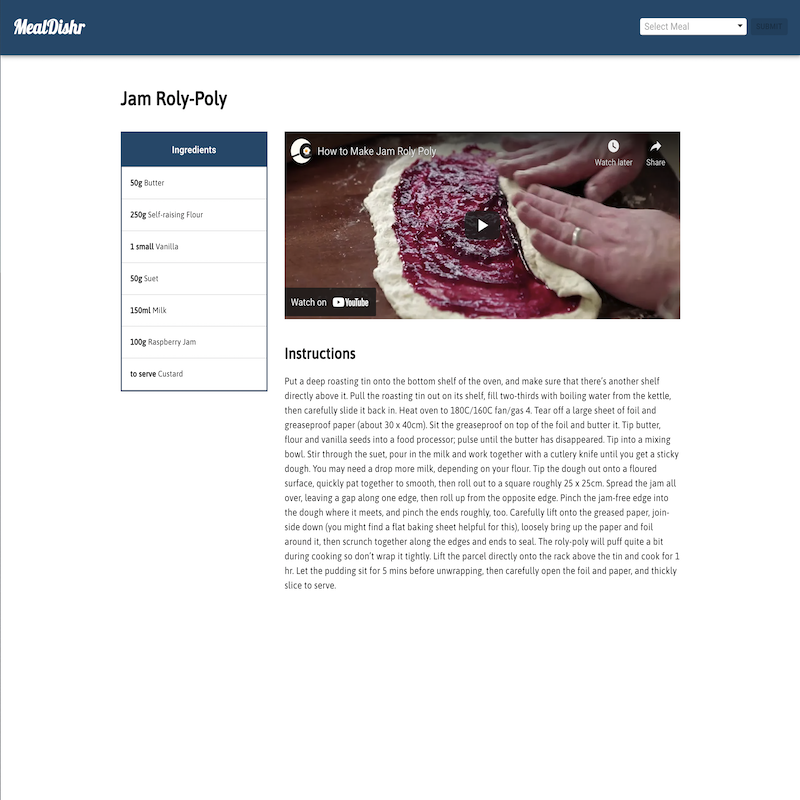 MealDishr
Select Meal
SUBMIT
Jam Roly-Poly
Ingredients
50g Butter
250g Self-raising Flour
1 small Vanilla
50g Suet
150ml Milk
100g Raspberry Jam
to serve Custard
How to Make Jam Roly Poly
Watch later
Share
Watch on YouTube
Instructions
Put a deep roasting tin onto the bottom shelf of the oven, and make sure that there's another shelf
directly above it. Pull the roasting tin out on its shelf, fill two-thirds with boiling water from the kettle,
then carefully slide it back in. Heat oven to 180C/160C fan/gas 4. Tear off a large sheet of foil and
greaseproof paper (about 30 x 40cm). Sit the greaseproof on top of the foil and butter it. Tip butter,
flour and vanilla seeds into a food processor; pulse until the butter has disappeared. Tip into a mixing
bowl. Stir through the suet, pour in the milk and work together with a cutlery knife until you get a sticky
dough. You may need a drop more milk, depending on your flour. Tip the dough out onto a floured
surface, quickly pat together to smooth, then roll out to a square roughly 25 x 25cm. Spread the jam all
over, leaving a gap along one edge, then roll up from the opposite edge. Pinch the jam-free edge into
the dough where it meets, and pinch the ends roughly, too. Carefully lift onto the greased paper, join-
side down (you might find a flat baking sheet helpful for this), loosely bring up the paper and foil
around it, then scrunch together along the edges and ends to seal. The roly-poly will puff quite a bit
during cooking so don't wrap it tightly. Lift the parcel directly onto the rack above the tin and cook for 1
hr. Let the pudding sit for 5 mins before unwrapping, then carefully open the foil and paper, and thickly
slice to serve.